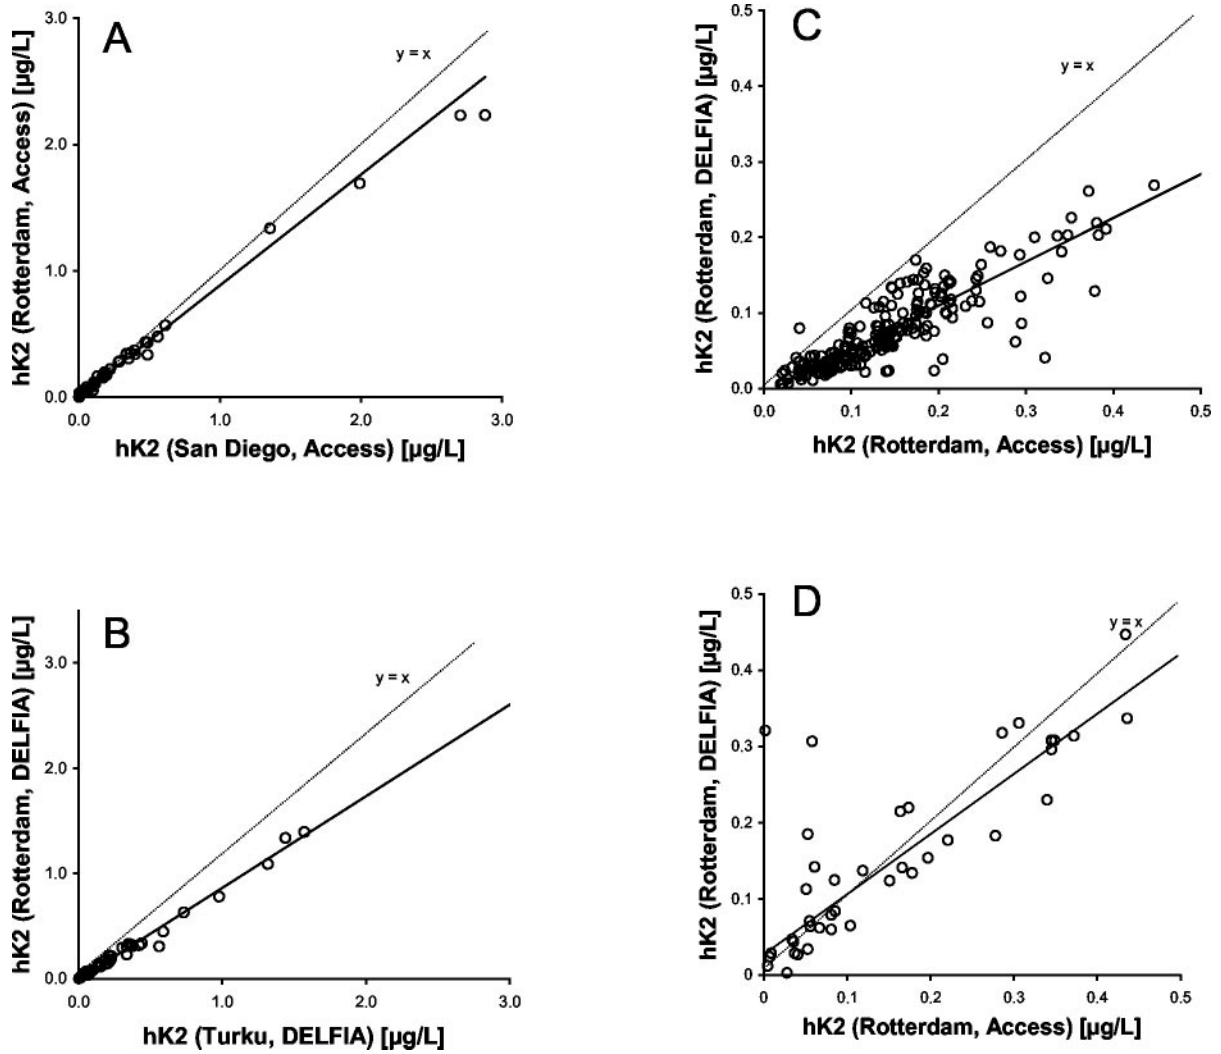 A
y = x
hK2 (Rotterdam, Access) [µg/L]
3.0
2.0
1.0
0.0
0.0 1.0 2.0 3.0
hK2 (San Diego, Access) [µg/L]
C
y = x
hK2 (Rotterdam, DELFIA) [µg/L]
0.5
0.4
0.3
0.2
0.1
0.0
0.0 0.1 0.2 0.3 0.4 0.5
hK2 (Rotterdam, Access) [µg/L]
B
y = x
hK2 (Rotterdam, DELFIA) [µg/L]
3.0
2.0
1.0
0.0
0.0 1.0 2.0 3.0
hK2 (Turku, DELFIA) [µg/L]
D
y = x
hK2 (Rotterdam, DELFIA) [µg/L]
0.5
0.4
0.3
0.2
0.1
0
0 0.1 0.2 0.3 0.4 0.5
hK2 (Rotterdam, Access) [µg/L]